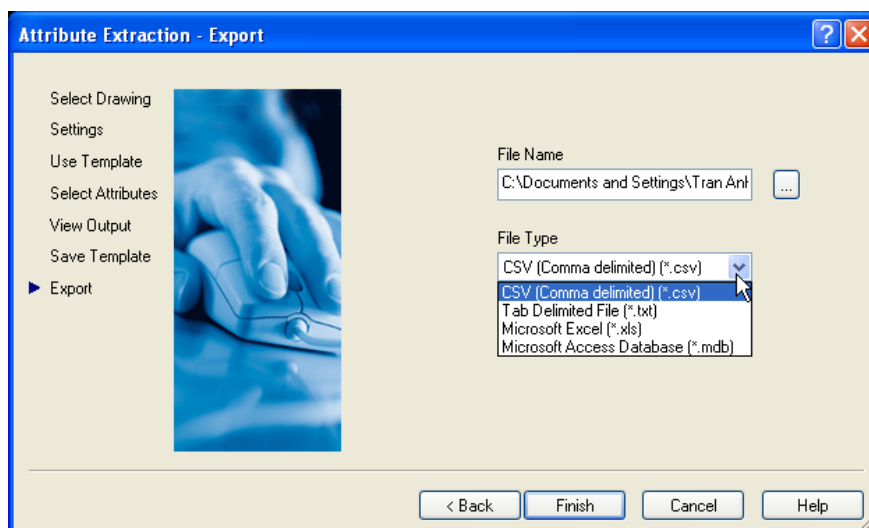 Attribute Extraction - Export
Select Drawing
Settings
Use Template
Select Attributes
View Output
Save Template
Export
File Name
C:\Documents and Settings\Tran Anh
...
File Type
CSV (Comma delimited) (*.csv)
CSV (Comma delimited) (*.csv)
Tab Delimited File (*.txt)
Microsoft Excel (*.xls)
Microsoft Access Database (*.mdb)
< Back
Finish
Cancel
Help